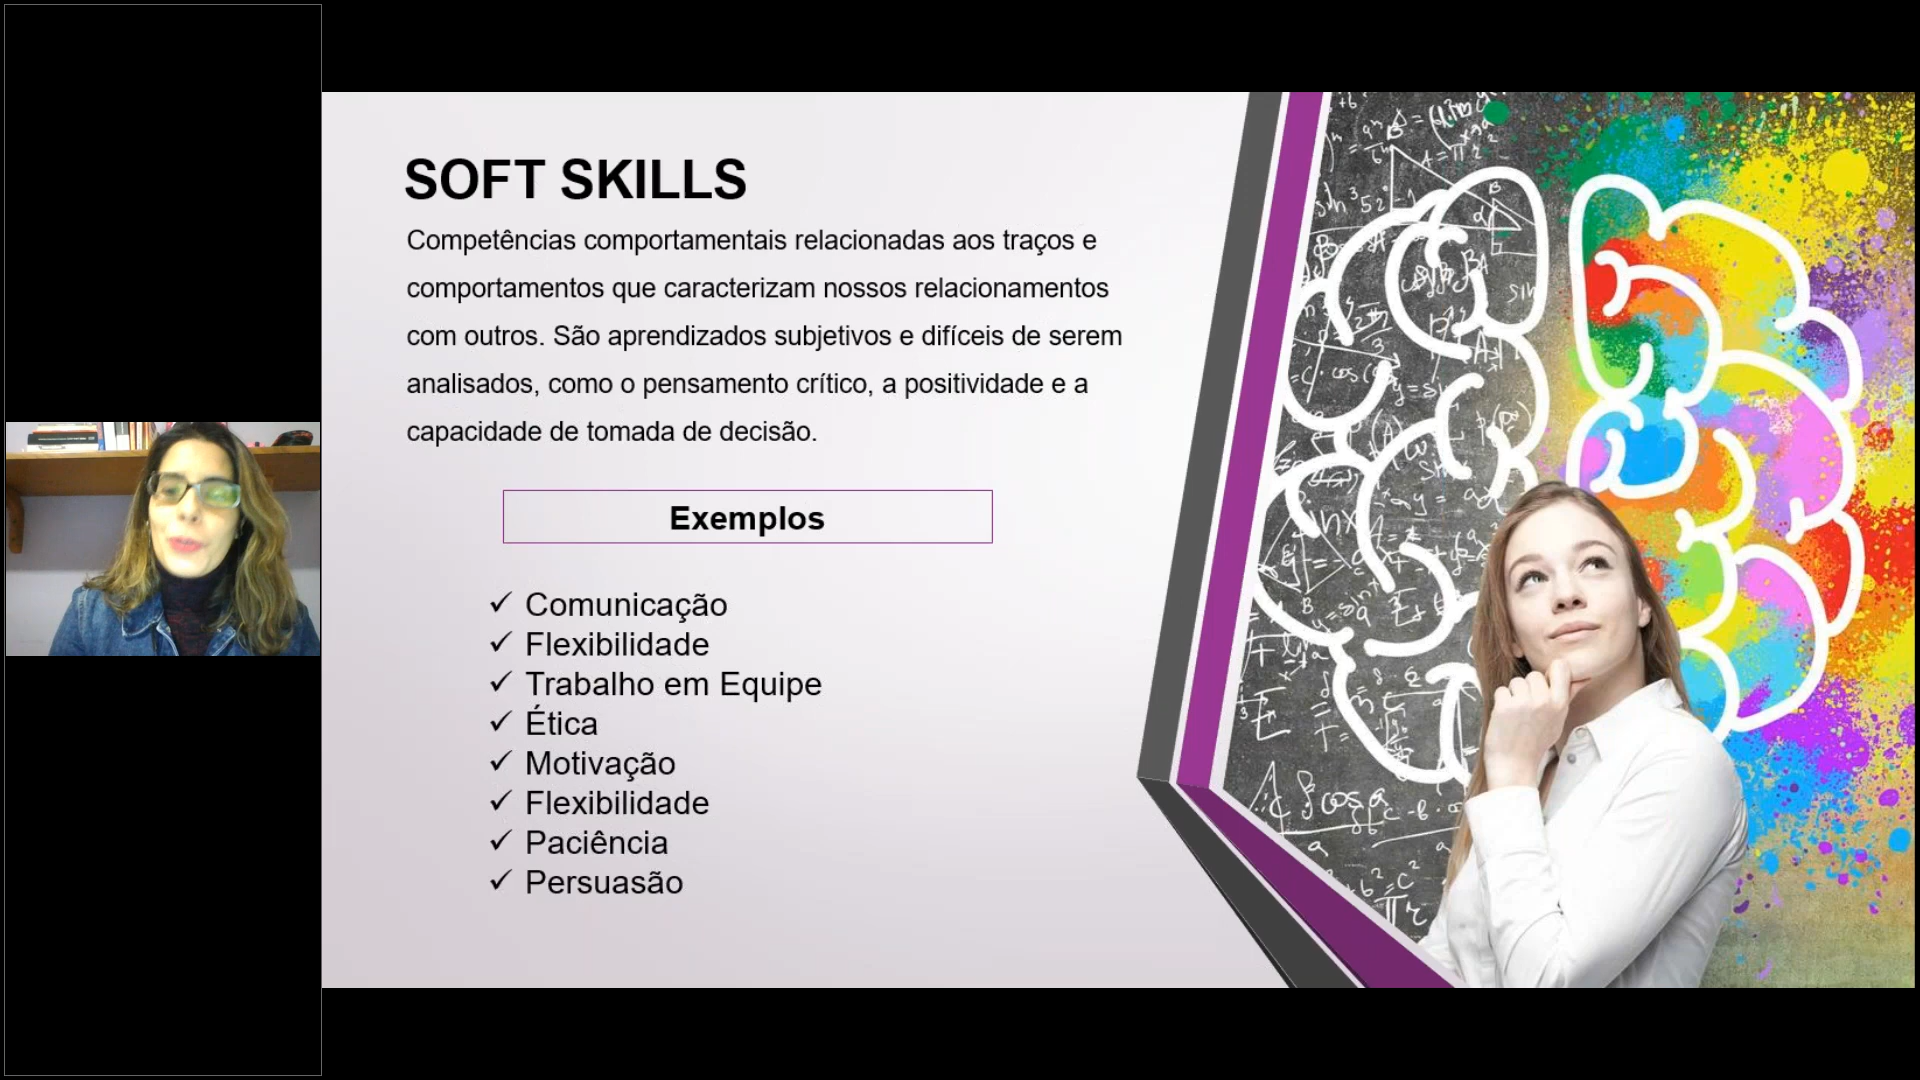 SOFT SKILLS
Competências comportamentais relacionadas aos traços e
comportamentos que caracterizam nossos relacionamentos
com outros. São aprendizados subjetivos e difíceis de serem
analisados, como o pensamento crítico, a positividade e a
capacidade de tomada de decisão.
Exemplos
✓ Comunicação
✓ Flexibilidade
✓ Trabalho em Equipe
✓ Ética
✓ Motivação
✓ Flexibilidade
✓ Paciência
✓ Persuasão